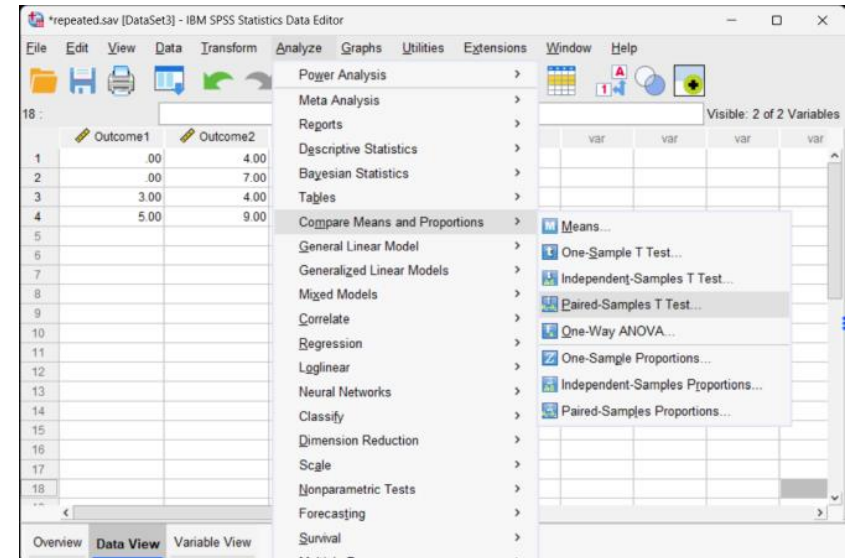 *repeated.sav [DataSet3] - IBM SPSS Statistics Data Editor
File Edit View Data Transform Analyze Graphs Utilities Extensions Window Help
18 :
Visible: 2 of 2 Variables
Outcome1 Outcome2 var var var var
1 .00 4.00
2 .00 7.00
3 3.00 4.00
4 5.00 9.00
5
6
7
8
9
10
11
12
13
14
15
16
17
18
Power Analysis
Meta Analysis
Reports
Descriptive Statistics
Bayesian Statistics
Tables
Compare Means and Proportions
General Linear Model
Generalized Linear Models
Mixed Models
Correlate
Regression
Loglinear
Neural Networks
Classify
Dimension Reduction
Scale
Nonparametric Tests
Forecasting
Survival
Means...
One-Sample T Test...
Independent-Samples T Test...
Paired-Samples T Test...
One-Way ANOVA...
One-Sample Proportions...
Independent-Samples Proportions...
Paired-Samples Proportions...
Overview Data View Variable View